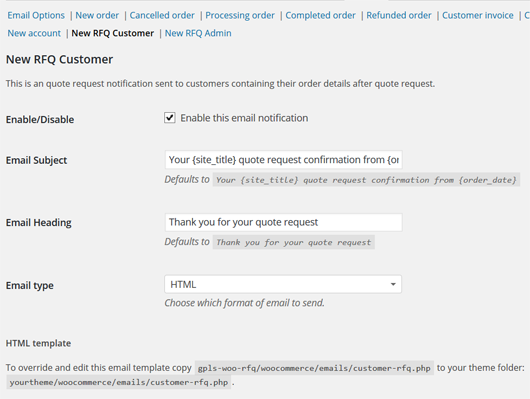 Email Options | New order | Cancelled order | Processing order | Completed order | Refunded order | Customer invoice | C
New account | New RFQ Customer | New RFQ Admin
New RFQ Customer
This is an quote request notification sent to customers containing their order details after quote request.
Enable/Disable Enable this email notification
Email Subject Your {site_title} quote request confirmation from {or
Defaults to Your {site_title} quote request confirmation from {order_date}
Email Heading Thank you for your quote request
Defaults to Thank you for your quote request
Email type HTML
Choose which format of email to send.
HTML template
To override and edit this email template copy gpls-woo-rfq/woocommerce/emails/customer-rfq.php to your theme folder:
yourtheme/woocommerce/emails/customer-rfq.php .